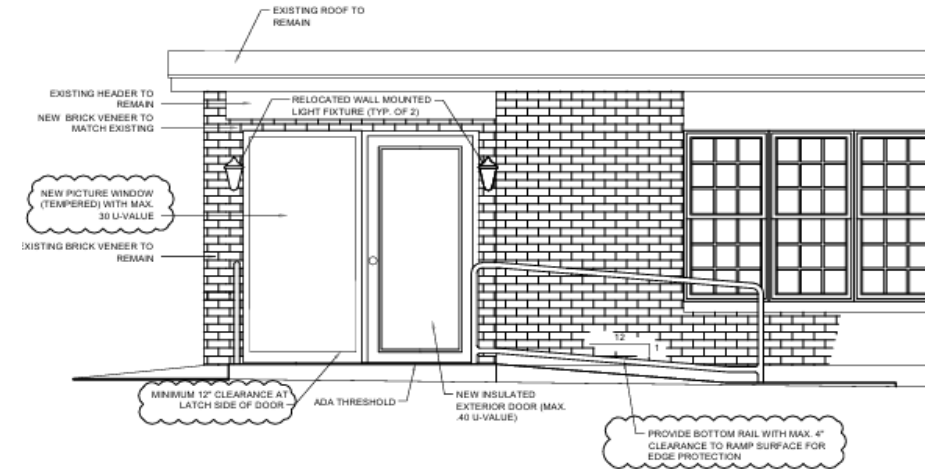 EXISTING ROOF TO
REMAIN
EXISTING HEADER TO
REMAIN
RELOCATED WALL MOUNTED
LIGHT FIXTURE (TYP. OF 2)
NEW BRICK VENEER TO
MATCH EXISTING
NEW PICTURE WINDOW
(TEMPERED) WITH MAX.
30 U-VALUE
EXISTING BRICK VENEER TO
REMAIN
12
1
MINIMUM 12" CLEARANCE AT
LATCH SIDE OF DOOR
ADA THRESHOLD
NEW INSULATED
EXTERIOR DOOR (MAX.
.40 U-VALUE)
PROVIDE BOTTOM RAIL WITH MAX. 4"
CLEARANCE TO RAMP SURFACE FOR
EDGE PROTECTION